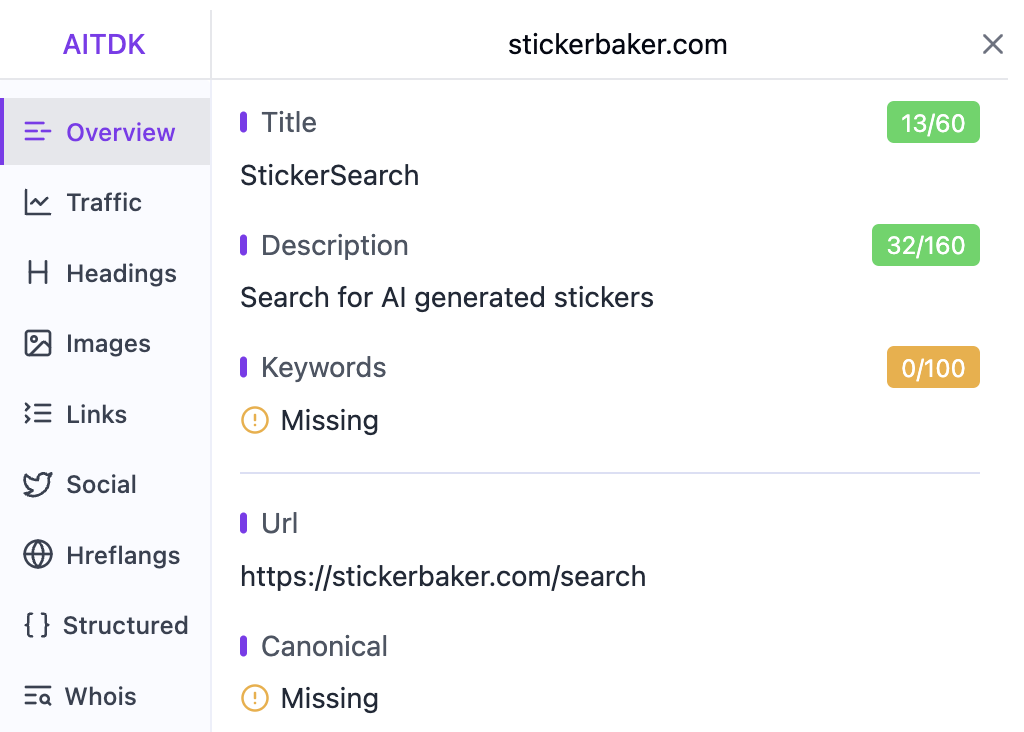 AITDK
stickerbaker.com
Overview
Traffic
Headings
Images
Links
Social
Hreflangs
Structured
Whois
Title
13/60
StickerSearch
Description
32/160
Search for AI generated stickers
Keywords
0/100
Missing
Url
https://stickerbaker.com/search
Canonical
Missing